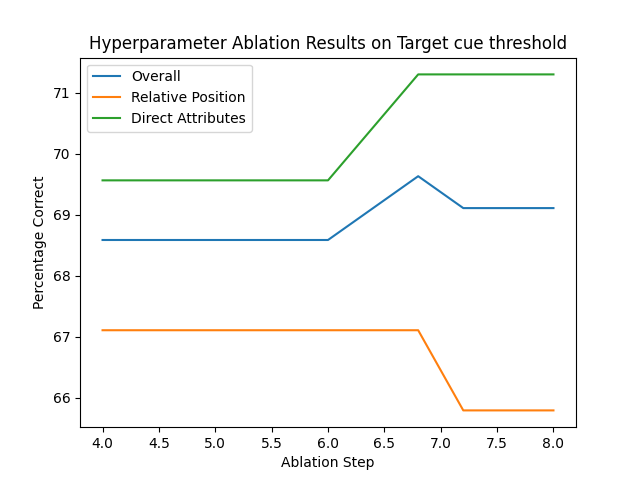 Hyperparameter Ablation Results on Target cue threshold
Overall
Relative Position
Direct Attributes
71
70
69
68
67
66
Percentage Correct
4.0 4.5 5.0 5.5 6.0 6.5 7.0 7.5 8.0
Ablation Step